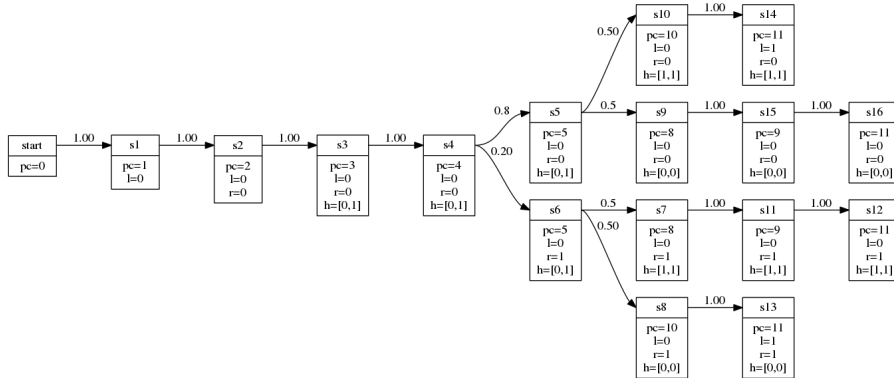 start
pc=0
1.00
s1
pc=1
l=0
1.00
s2
pc=2
l=0
r=0
1.00
s3
pc=3
l=0
r=0
h=[0,1]
1.00
s4
pc=4
l=0
r=0
h=[0,1]
0.8
0.20
s5
pc=5
l=0
r=0
h=[0,1]
0.50
0.5
s10
pc=10
l=0
r=0
h=[1,1]
1.00
s14
pc=11
l=1
r=0
h=[1,1]
s9
pc=8
l=0
r=0
h=[0,0]
1.00
s15
pc=9
l=0
r=0
h=[0,0]
1.00
s16
pc=11
l=0
r=0
h=[0,0]
s6
pc=5
l=0
r=1
h=[0,1]
0.5
0.50
s7
pc=8
l=0
r=1
h=[1,1]
1.00
s11
pc=9
l=0
r=1
h=[1,1]
1.00
s12
pc=11
l=0
r=1
h=[1,1]
s8
pc=10
l=0
r=1
h=[0,0]
1.00
s13
pc=11
l=1
r=1
h=[0,0]